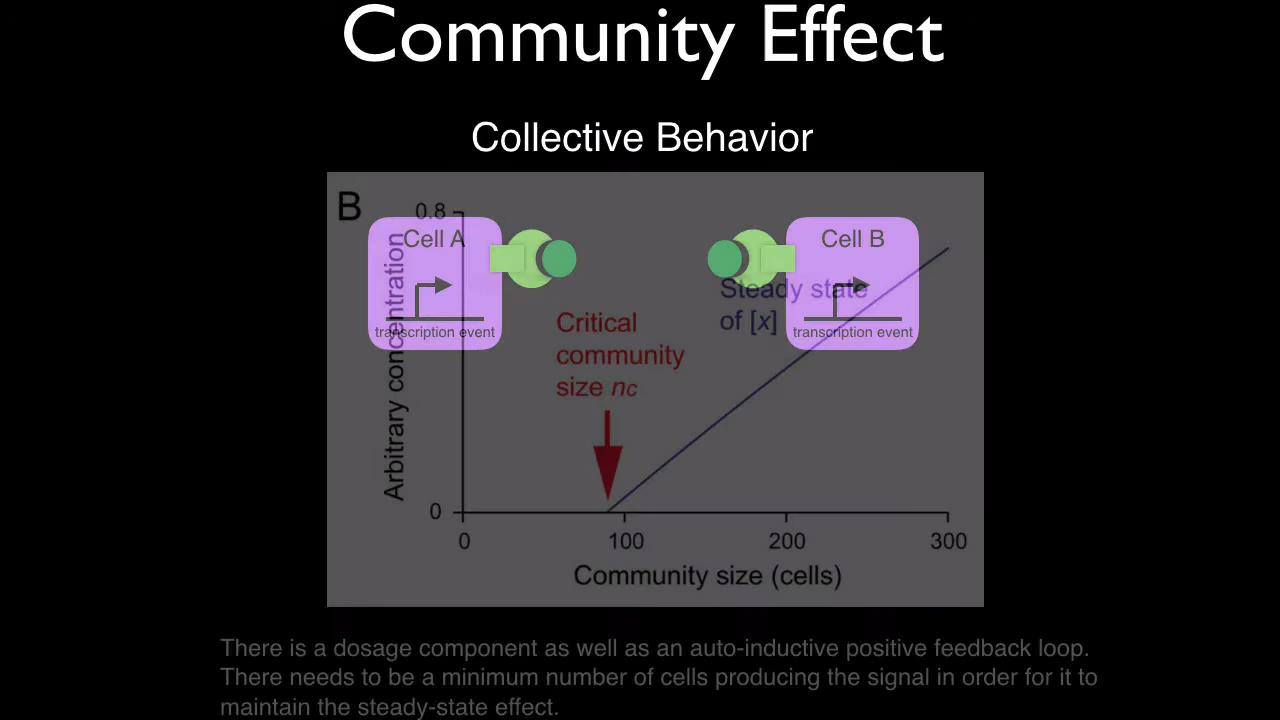 Community Effect
Collective Behavior
B
0.8
Cell A
Cell B
Arbitrary concentration
transcription event
transcription event
Steady state
of [x]
Critical
community
size nc
0
0
100
200
300
Community size (cells)
There is a dosage component as well as an auto-inductive positive feedback loop.
There needs to be a minimum number of cells producing the signal in order for it to
maintain the steady-state effect.